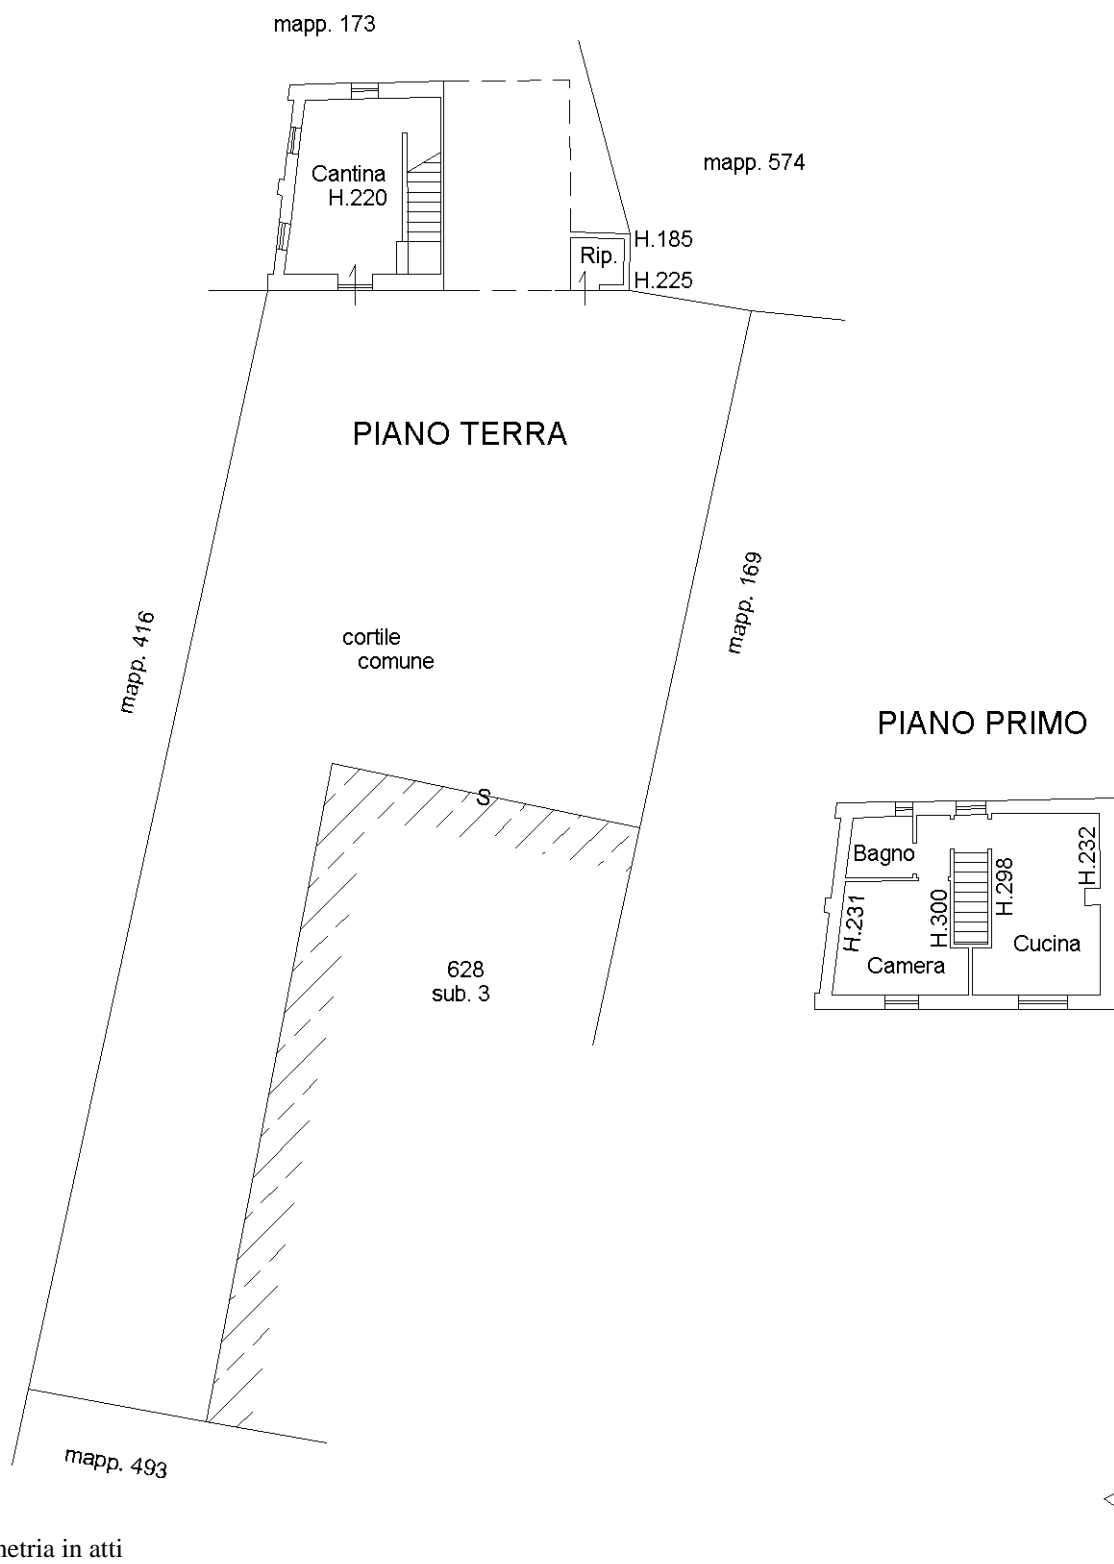 mapp. 173
mapp. 574
Cantina
H.220
H.185
Rip.
H.225
PIANO TERRA
mapp. 169
mapp. 416
cortile
comune
PIANO PRIMO
S
Bagno
H.232
H.298
H.300
H.231
Cucina
Camera
628
sub. 3
mapp. 493
netria in atti